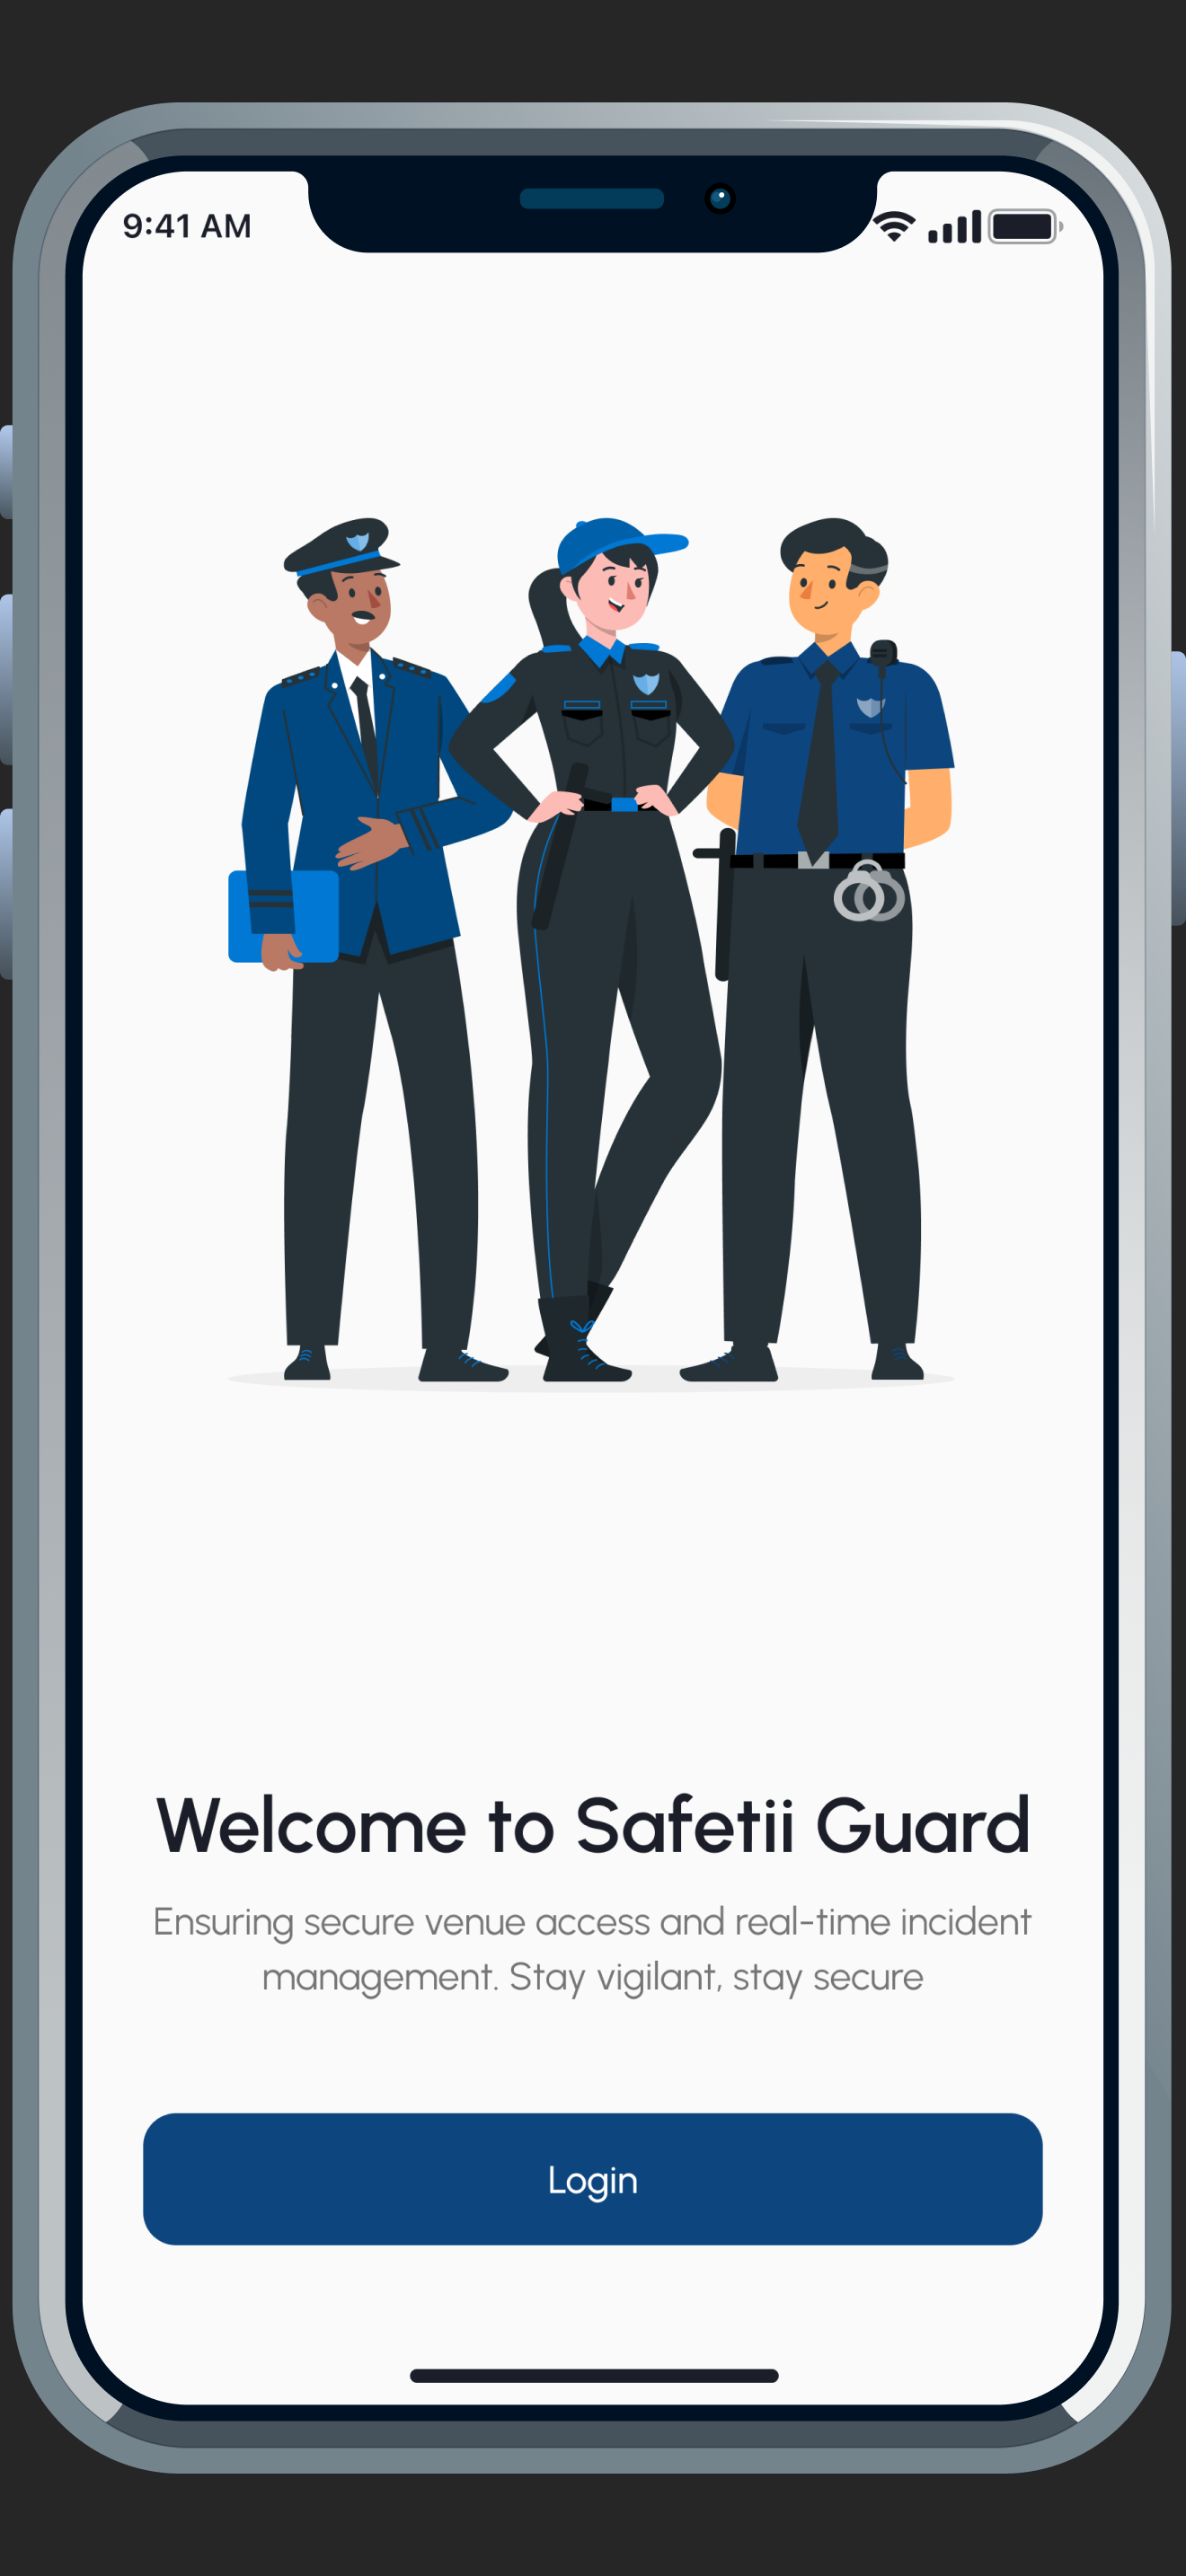 9:41 AM
Welcome to Safetii Guard
Ensuring secure venue access and real-time incident
management. Stay vigilant, stay secure
Login